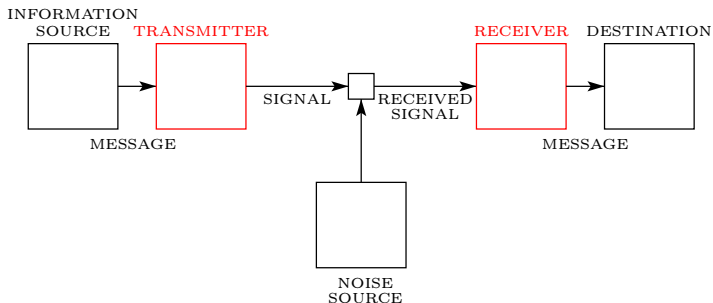 INFORMATION
SOURCE
TRANSMITTER
RECEIVER
DESTINATION
SIGNAL
RECEIVED
SIGNAL
MESSAGE
MESSAGE
NOISE
SOURCE